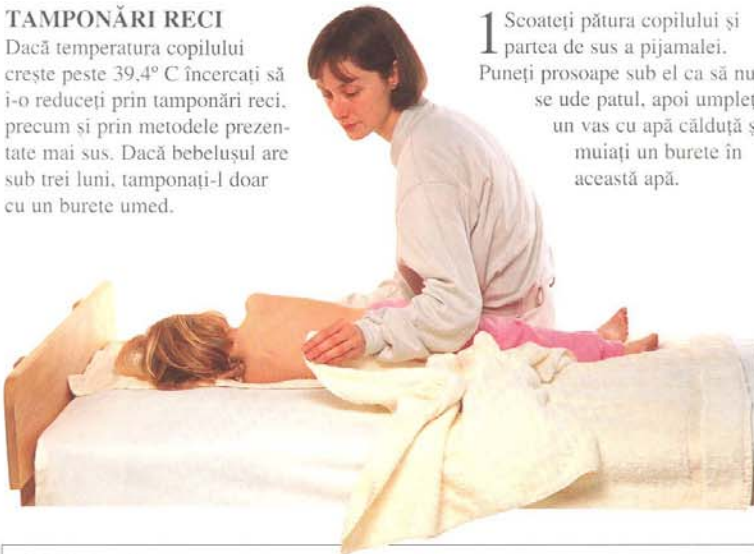 TAMPONĂRI RECI
Dacă temperatura copilului
crește peste 39,4º C încercați să
i-o reduceți prin tamponări reci,
precum și prin metodele prezen-
tate mai sus. Dacă bebelușul are
sub trei luni, tamponați-l doar
cu un burete umed.
1 Scoateți pătura copilului și
partea de sus a pijamalei.
Puneți prosoape sub el ca să nu
se ude patul, apoi
un vas cu apă călduță
muiați un burete în
această apă.